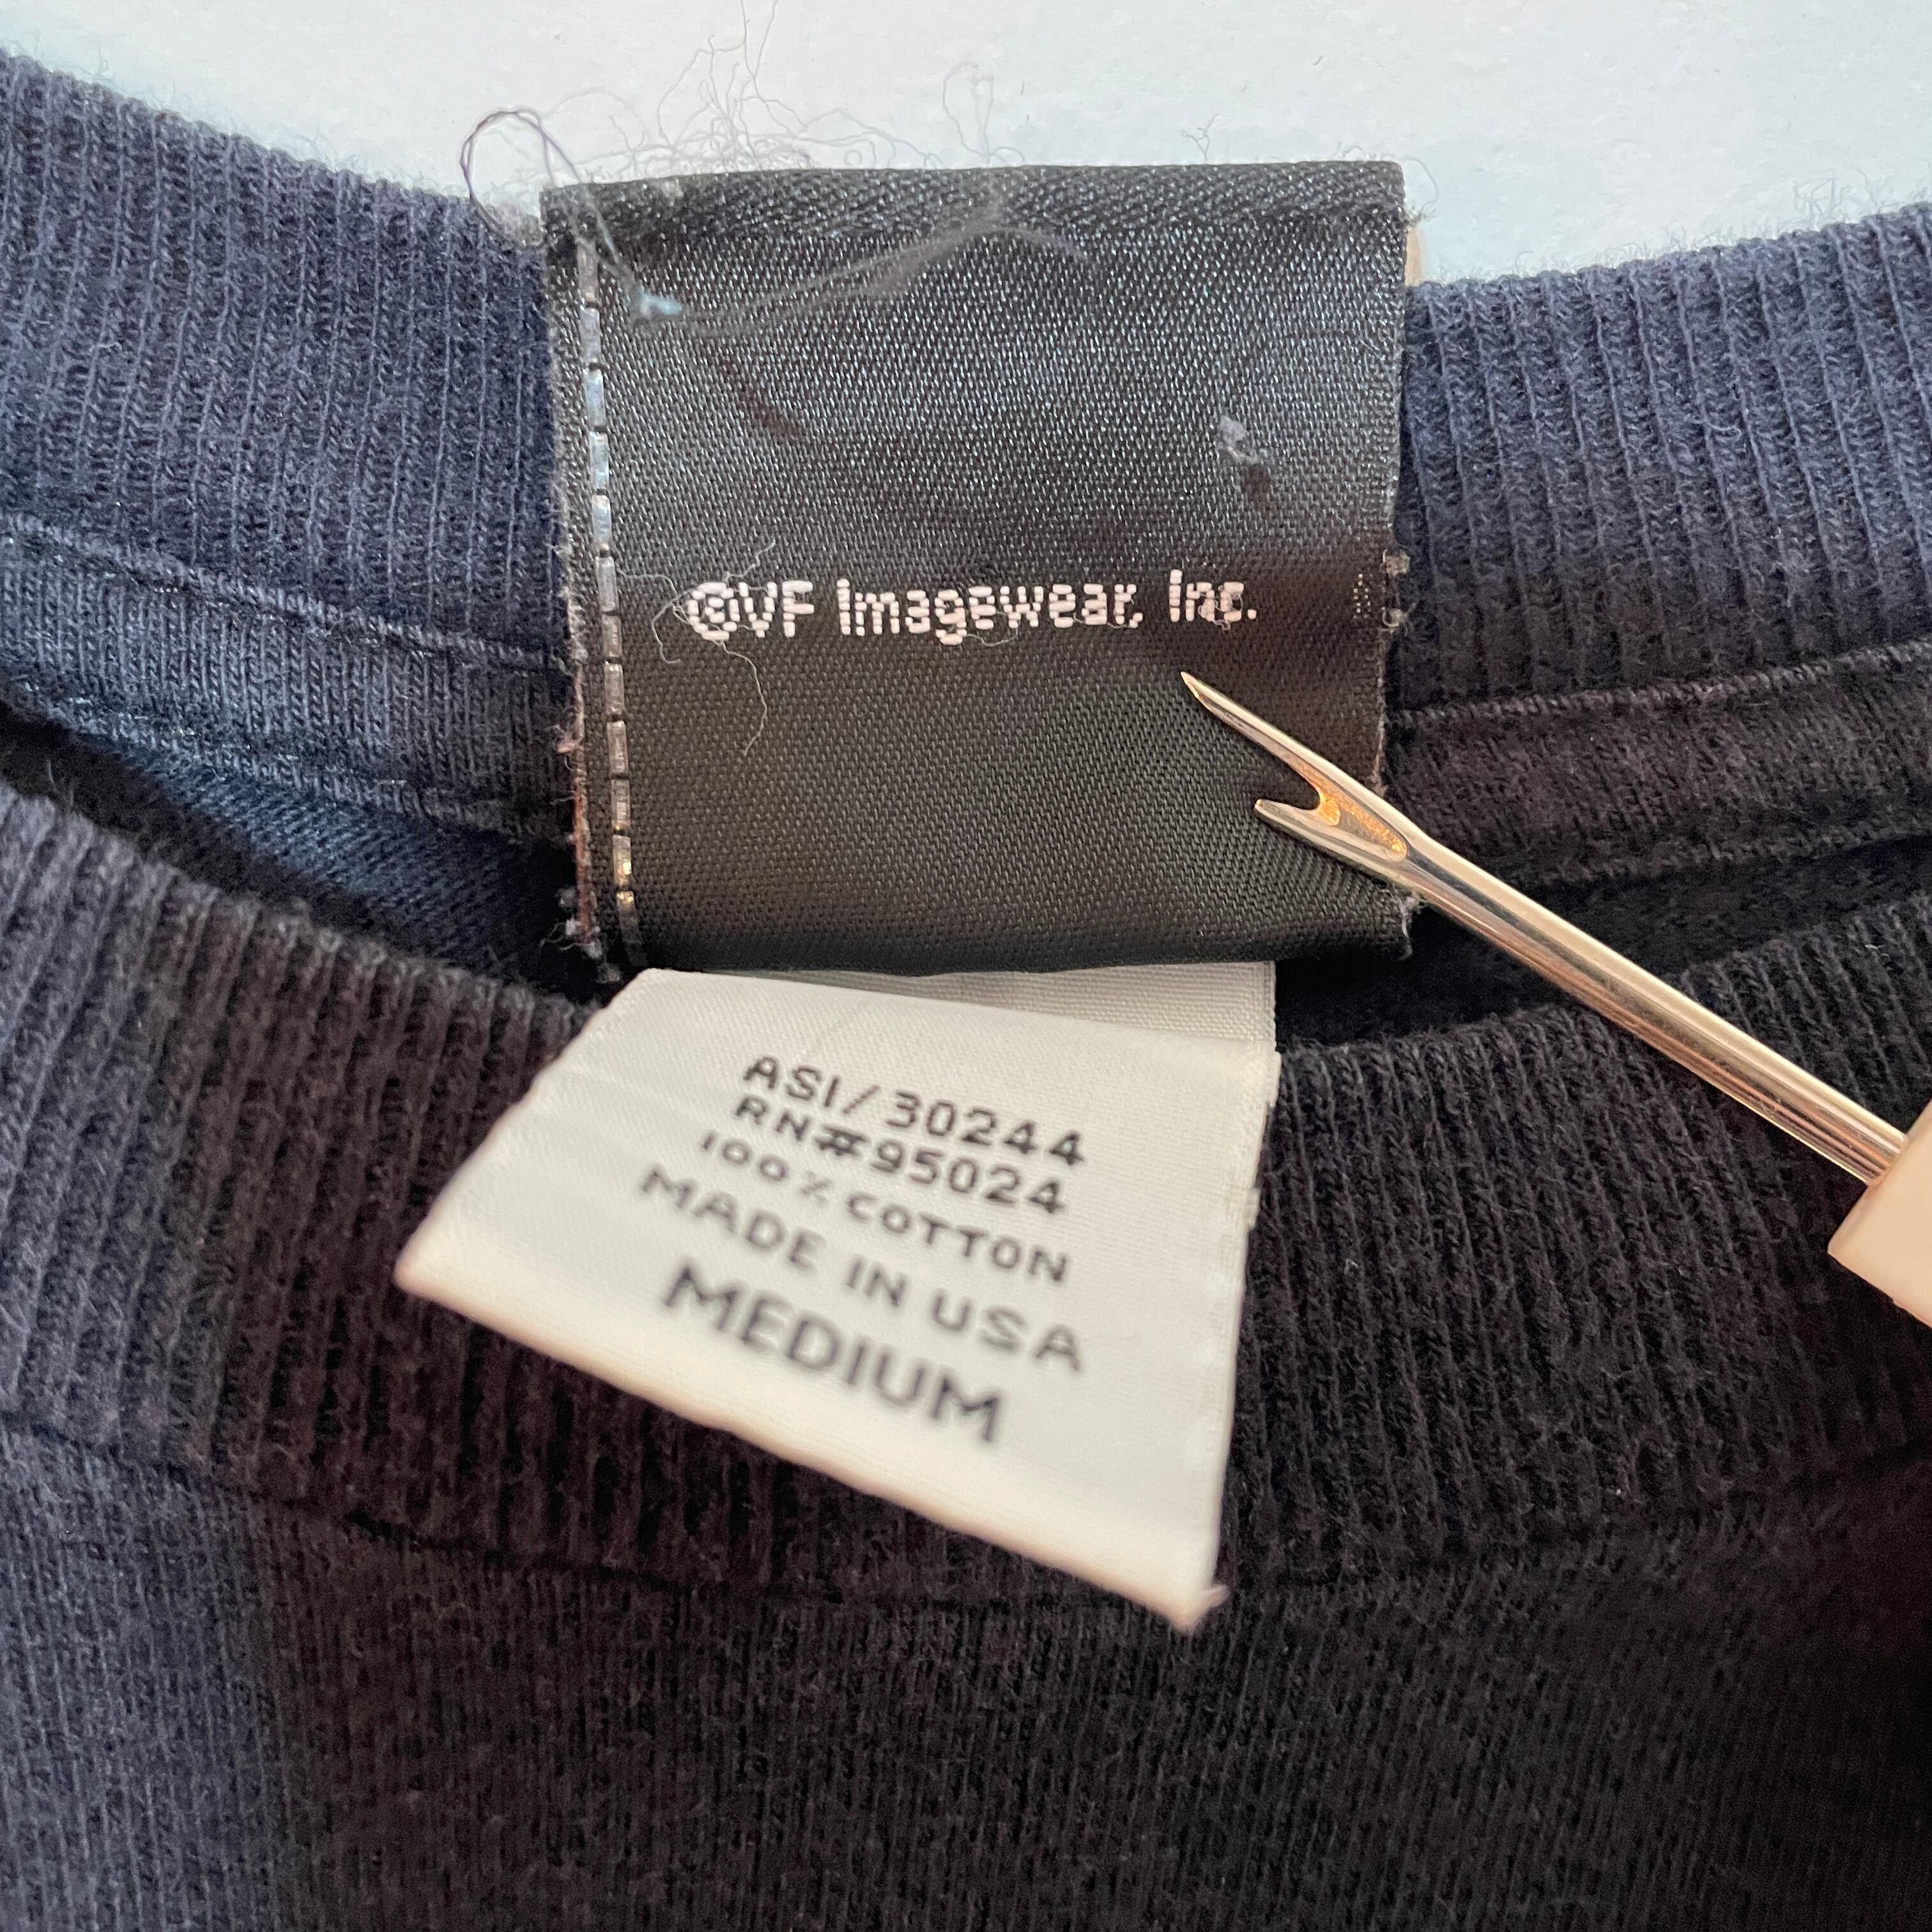 ©VF Imagewear, Inc.
ASI/30244
RN#95024
100% COTTON
MADE IN USA
MEDIUM